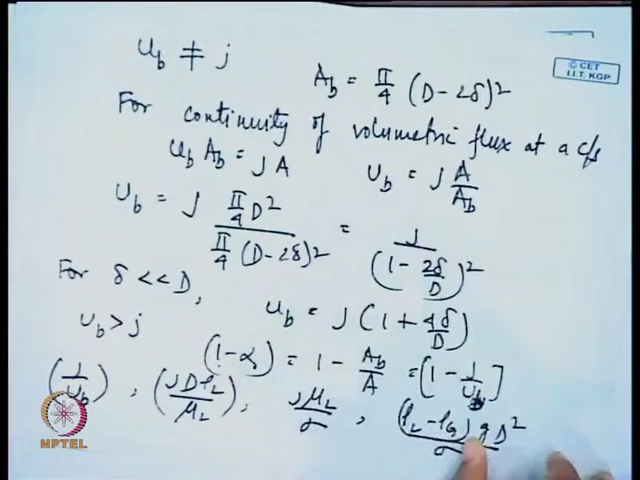 u_b ≠ j
© CET
I.I.T. KGP
A_b = π/4 (D-2δ)²
For continuity of volumetric flux at a c/s
u_b A_b = J A
u_b = J A/A_b
u_b = J (π/4 D²)/(π/4 (D-2δ)²) = J/(1 - 2δ/D)²
For δ << D,
u_b = J (1 + 4δ/D)
u_b > j
(1-α) = 1 - A_b/A = [1 - J/u_b]
(J/u_b), (J D ρ_L/μ_L), J μ_L/σ, (ρ_L - ρ_G) g D²/σ
NPTEL